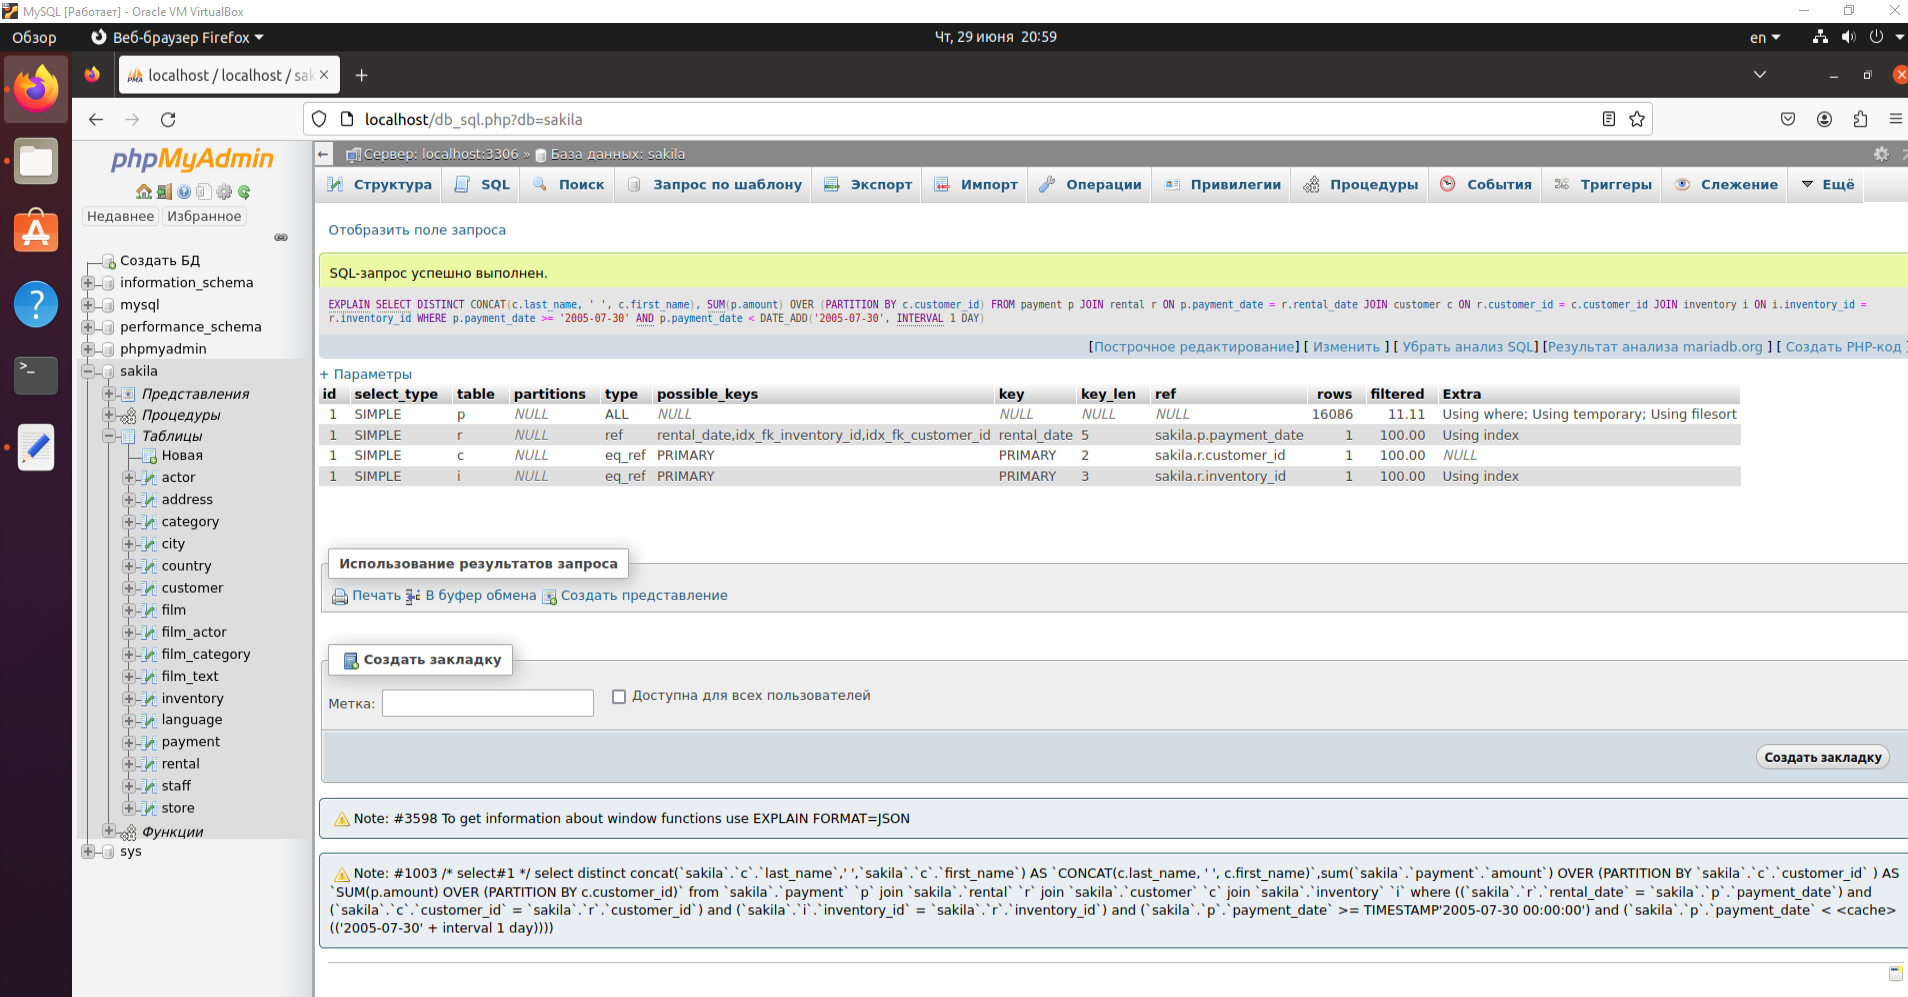 MySQL [Работает] - Oracle VM VirtualBox
Обзор
Веб-браузер Firefox
Чт, 29 июня 20:59
en
PMA
localhost / localhost / sak
localhost/db_sql.php?db=sakila
phpMyAdmin
Недавнее
Избранное
Создать БД
information_schema
mysql
performance_schema
phpmyadmin
sakila
Представления
Процедуры
Таблицы
Новая
actor
address
category
city
country
customer
film
film_actor
film_category
film_text
inventory
language
payment
rental
staff
store
Функции
sys
Сервер: localhost:3306 » База данных: sakila
Структура
SQL
Поиск
Запрос по шаблону
Экспорт
Импорт
Операции
Привилегии
Процедуры
События
Триггеры
Слежение
Ещё
Отобразить поле запроса
SQL-запрос успешно выполнен.
EXPLAIN SELECT DISTINCT CONCAT(c.last_name, ' ', c.first_name), SUM(p.amount) OVER (PARTITION BY c.customer_id) FROM payment p JOIN rental r ON p.payment_date = r.rental_date JOIN customer c ON r.customer_id = c.customer_id JOIN inventory i ON i.inventory_id =
r.inventory_id WHERE p.payment_date >= '2005-07-30' AND p.payment_date < DATE_ADD('2005-07-30', INTERVAL 1 DAY)
[Построчное редактирование] [ Изменить ] [ Убрать анализ SQL] [Результат анализа mariadb.org ] [ Создать PHP-код ]
+ Параметры
id select_type table partitions type possible_keys key key_len ref rows filtered Extra
1 SIMPLE p NULL ALL NULL NULL NULL NULL 16086 11.11 Using where; Using temporary; Using filesort
1 SIMPLE r NULL ref rental_date,idx_fk_inventory_id,idx_fk_customer_id rental_date 5 sakila.p.payment_date 1 100.00 Using index
1 SIMPLE c NULL eq_ref PRIMARY PRIMARY 2 sakila.r.customer_id 1 100.00 NULL
1 SIMPLE i NULL eq_ref PRIMARY PRIMARY 3 sakila.r.inventory_id 1 100.00 Using index
Использование результатов запроса
Печать В буфер обмена Создать представление
Создать закладку
Метка:
Доступна для всех пользователей
Создать закладку
Note: #3598 To get information about window functions use EXPLAIN FORMAT=JSON
Note: #1003 /* select#1 */ select distinct concat(`sakila`.`c`.`last_name`,' ',`sakila`.`c`.`first_name`) AS `CONCAT(c.last_name, ' ', c.first_name)`,sum(`sakila`.`payment`.`amount`) OVER (PARTITION BY `sakila`.`c`.`customer_id` ) AS
`SUM(p.amount) OVER (PARTITION BY c.customer_id)` from `sakila`.`payment` `p` join `sakila`.`rental` `r` join `sakila`.`customer` `c` join `sakila`.`inventory` `i` where ((`sakila`.`r`.`rental_date` = `sakila`.`p`.`payment_date`) and
(`sakila`.`c`.`customer_id` = `sakila`.`r`.`customer_id`) and (`sakila`.`i`.`inventory_id` = `sakila`.`r`.`inventory_id`) and (`sakila`.`p`.`payment_date` >= TIMESTAMP'2005-07-30 00:00:00') and (`sakila`.`p`.`payment_date` < <cache>
(('2005-07-30' + interval 1 day))))